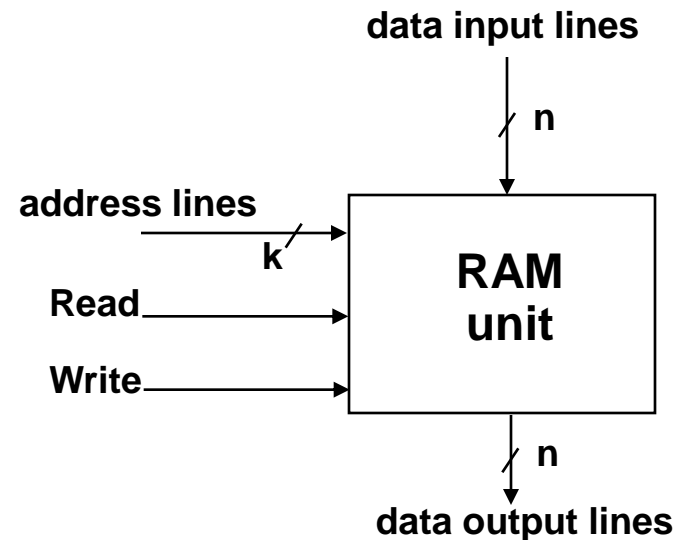 data input lines
n
address lines
k
Read
Write
RAM
unit
n
data output lines